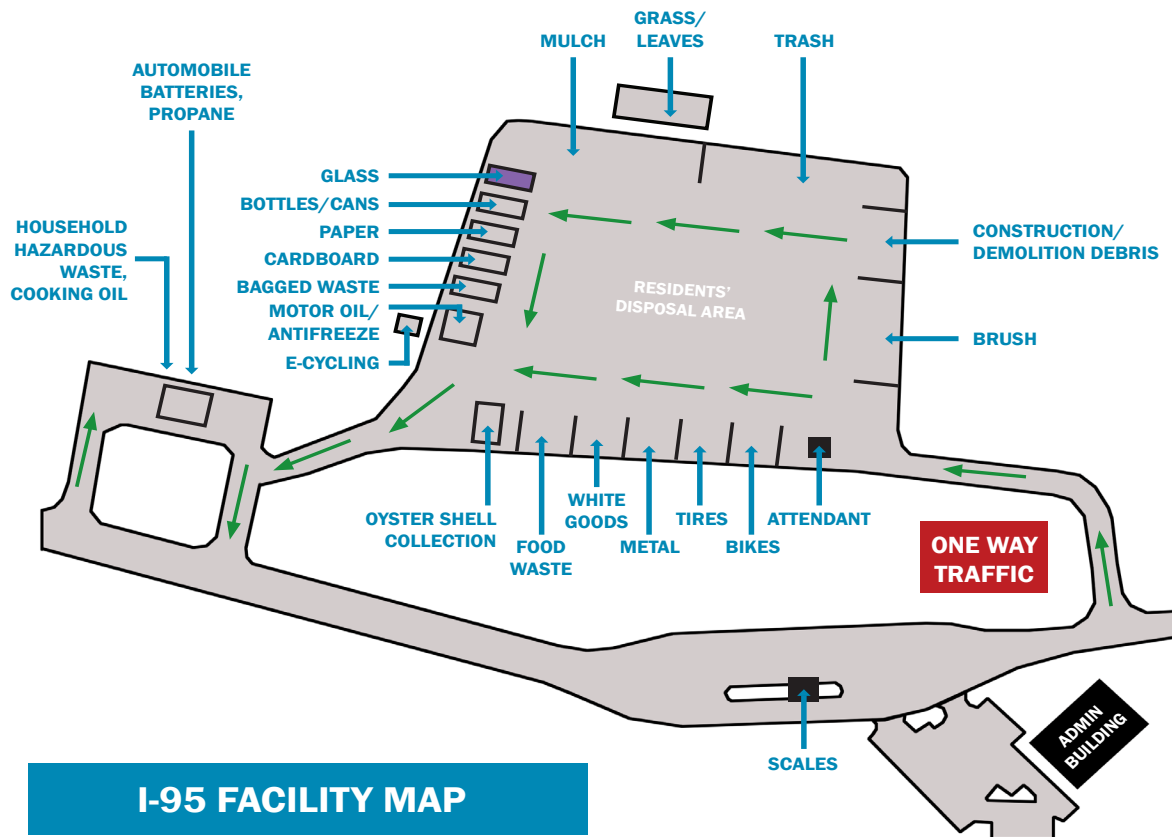 GRASS/
LEAVES
MULCH
TRASH
AUTOMOBILE
BATTERIES,
PROPANE
GLASS
BOTTLES/CANS
PAPER
CARDBOARD
BAGGED WASTE
MOTOR OIL/
ANTIFREEZE
E-CYCLING
HOUSEHOLD
HAZARDOUS
WASTE,
COOKING OIL
CONSTRUCTION/
DEMOLITION DEBRIS
RESIDENTS'
DISPOSAL AREA
BRUSH
OYSTER SHELL
COLLECTION
FOOD
WASTE
WHITE
GOODS
METAL
TIRES
BIKES
ATTENDANT
ONE WAY
TRAFFIC
SCALES
ADMIN
BUILDING
I-95 FACILITY MAP